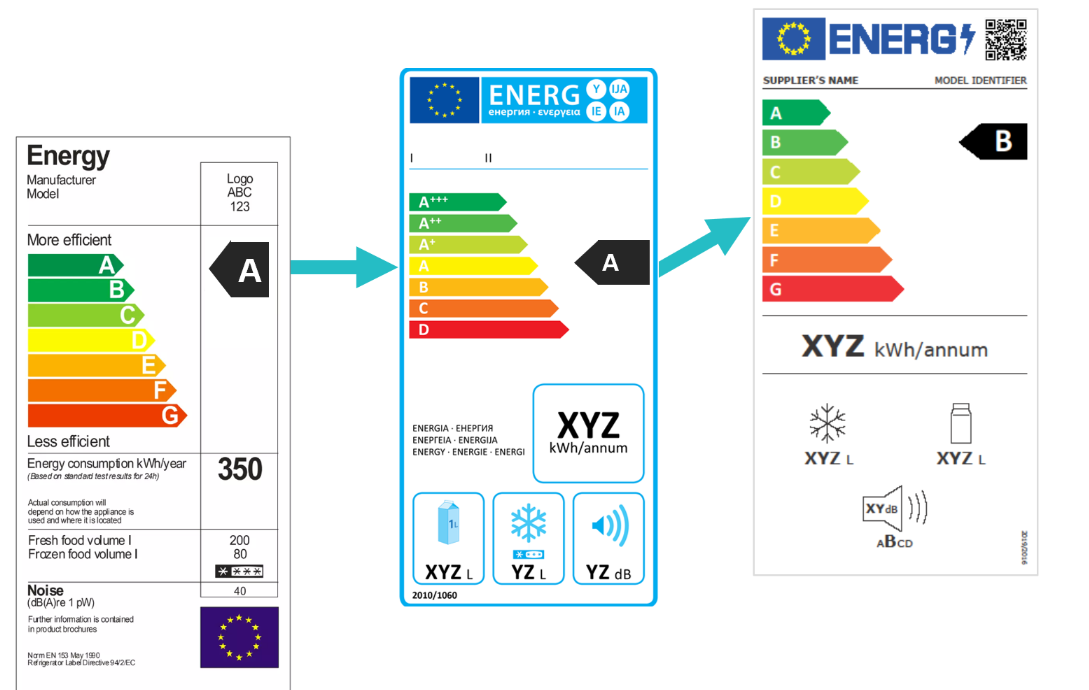 Energy
Manufacturer
Model
Logo
ABC
123
More efficient
A
B
C
D
E
F
G
A
Less efficient
Energy consumption kWh/year
(Based on standard test results for 24h)
350
Actual consumption will
depend on how the appliance is
used and where it is located
Fresh food volume l
200
Frozen food volume l
80
Noise
(dB(A)re 1 pW)
40
Further information is contained
in product brochures
Norm EN 153 May 1990
Refrigerator Label Directive 94/2/EC
ENERG
енергия · ενεργεια
Y
IJA
IE
IA
I
II
A+++
A++
A+
A
B
C
D
A
ENERGIA · ЕНЕРГИЯ
ΕΝΕΡΓΕΙΑ · ENERGIJA
ENERGY · ENERGIE · ENERGI
XYZ
kWh/annum
1L
XYZ L
YZ L
YZ dB
2010/1060
ENERG
SUPPLIER'S NAME
MODEL IDENTIFIER
A
B
C
D
E
F
G
B
XYZ kWh/annum
XYZ L
XYZ L
XY dB
ABCD
2019/2016